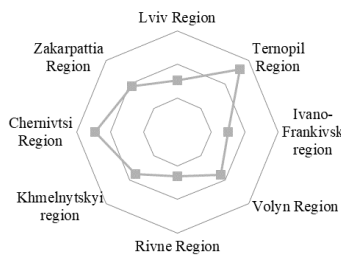 Lviv Region
Ternopil
Region
Ivano-
Frankivsk
region
Volyn Region
Rivne Region
Khmelnytskyi
region
Chernivtsi
Region
Zakarpattia
Region